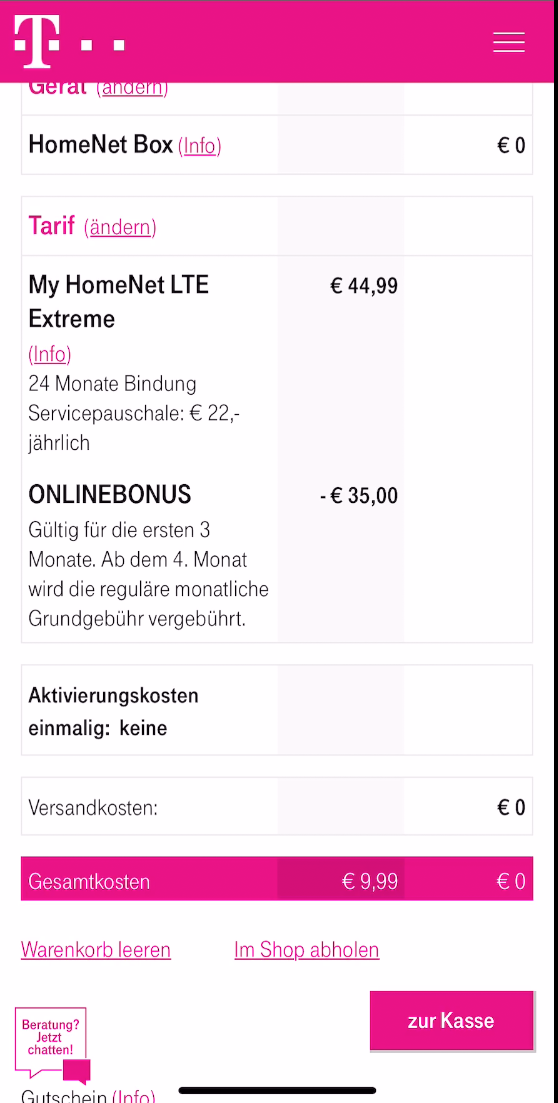 T
Gerät (ändern)
HomeNet Box (Info) € 0
Tarif (ändern)
My HomeNet LTE € 44,99
Extreme
(Info)
24 Monate Bindung
Servicepauschale: € 22,-
jährlich
ONLINEBONUS - € 35,00
Gültig für die ersten 3
Monate. Ab dem 4. Monat
wird die reguläre monatliche
Grundgebühr vergebührt.
Aktivierungskosten
einmalig: keine
Versandkosten: € 0
Gesamtkosten € 9,99 € 0
Warenkorb leeren Im Shop abholen
zur Kasse
Beratung?
Jetzt
chatten!
Gutschein (Info)